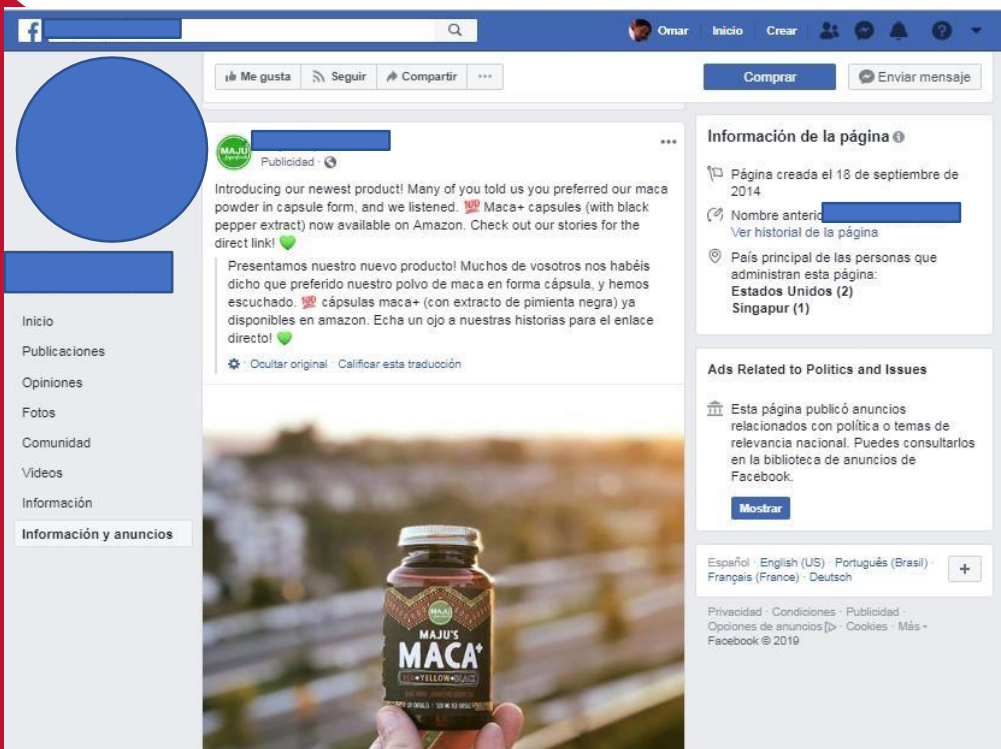 f
Omar Inicio Crear
Me gusta Seguir Compartir ...
Comprar Enviar mensaje
MAJU
Publicidad ·
Introducing our newest product! Many of you told us you preferred our maca
powder in capsule form, and we listened. 💯 Maca+ capsules (with black
pepper extract) now available on Amazon. Check out our stories for the
direct link! 💚
Presentamos nuestro nuevo producto! Muchos de vosotros nos habéis
dicho que preferido nuestro polvo de maca en forma cápsula, y hemos
escuchado. 💯 cápsulas maca+ (con extracto de pimienta negra) ya
disponibles en amazon. Echa un ojo a nuestras historias para el enlace
directo! 💚
· Ocultar original · Calificar esta traducción
MAJU
MAJU'S
MACA+
RED+YELLOW+BLACK
Inicio
Publicaciones
Opiniones
Fotos
Comunidad
Videos
Información
Información y anuncios
Información de la página
Página creada el 18 de septiembre de
2014
Nombre anterio
Ver historial de la página
País principal de las personas que
administran esta página:
Estados Unidos (2)
Singapur (1)
Ads Related to Politics and Issues
Esta página publicó anuncios
relacionados con política o temas de
relevancia nacional. Puedes consultarlos
en la biblioteca de anuncios de
Facebook.
Mostrar
Español · English (US) · Português (Brasil) ·
Français (France) · Deutsch
+
Privacidad · Condiciones · Publicidad ·
Opciones de anuncios · Cookies · Más
Facebook © 2019